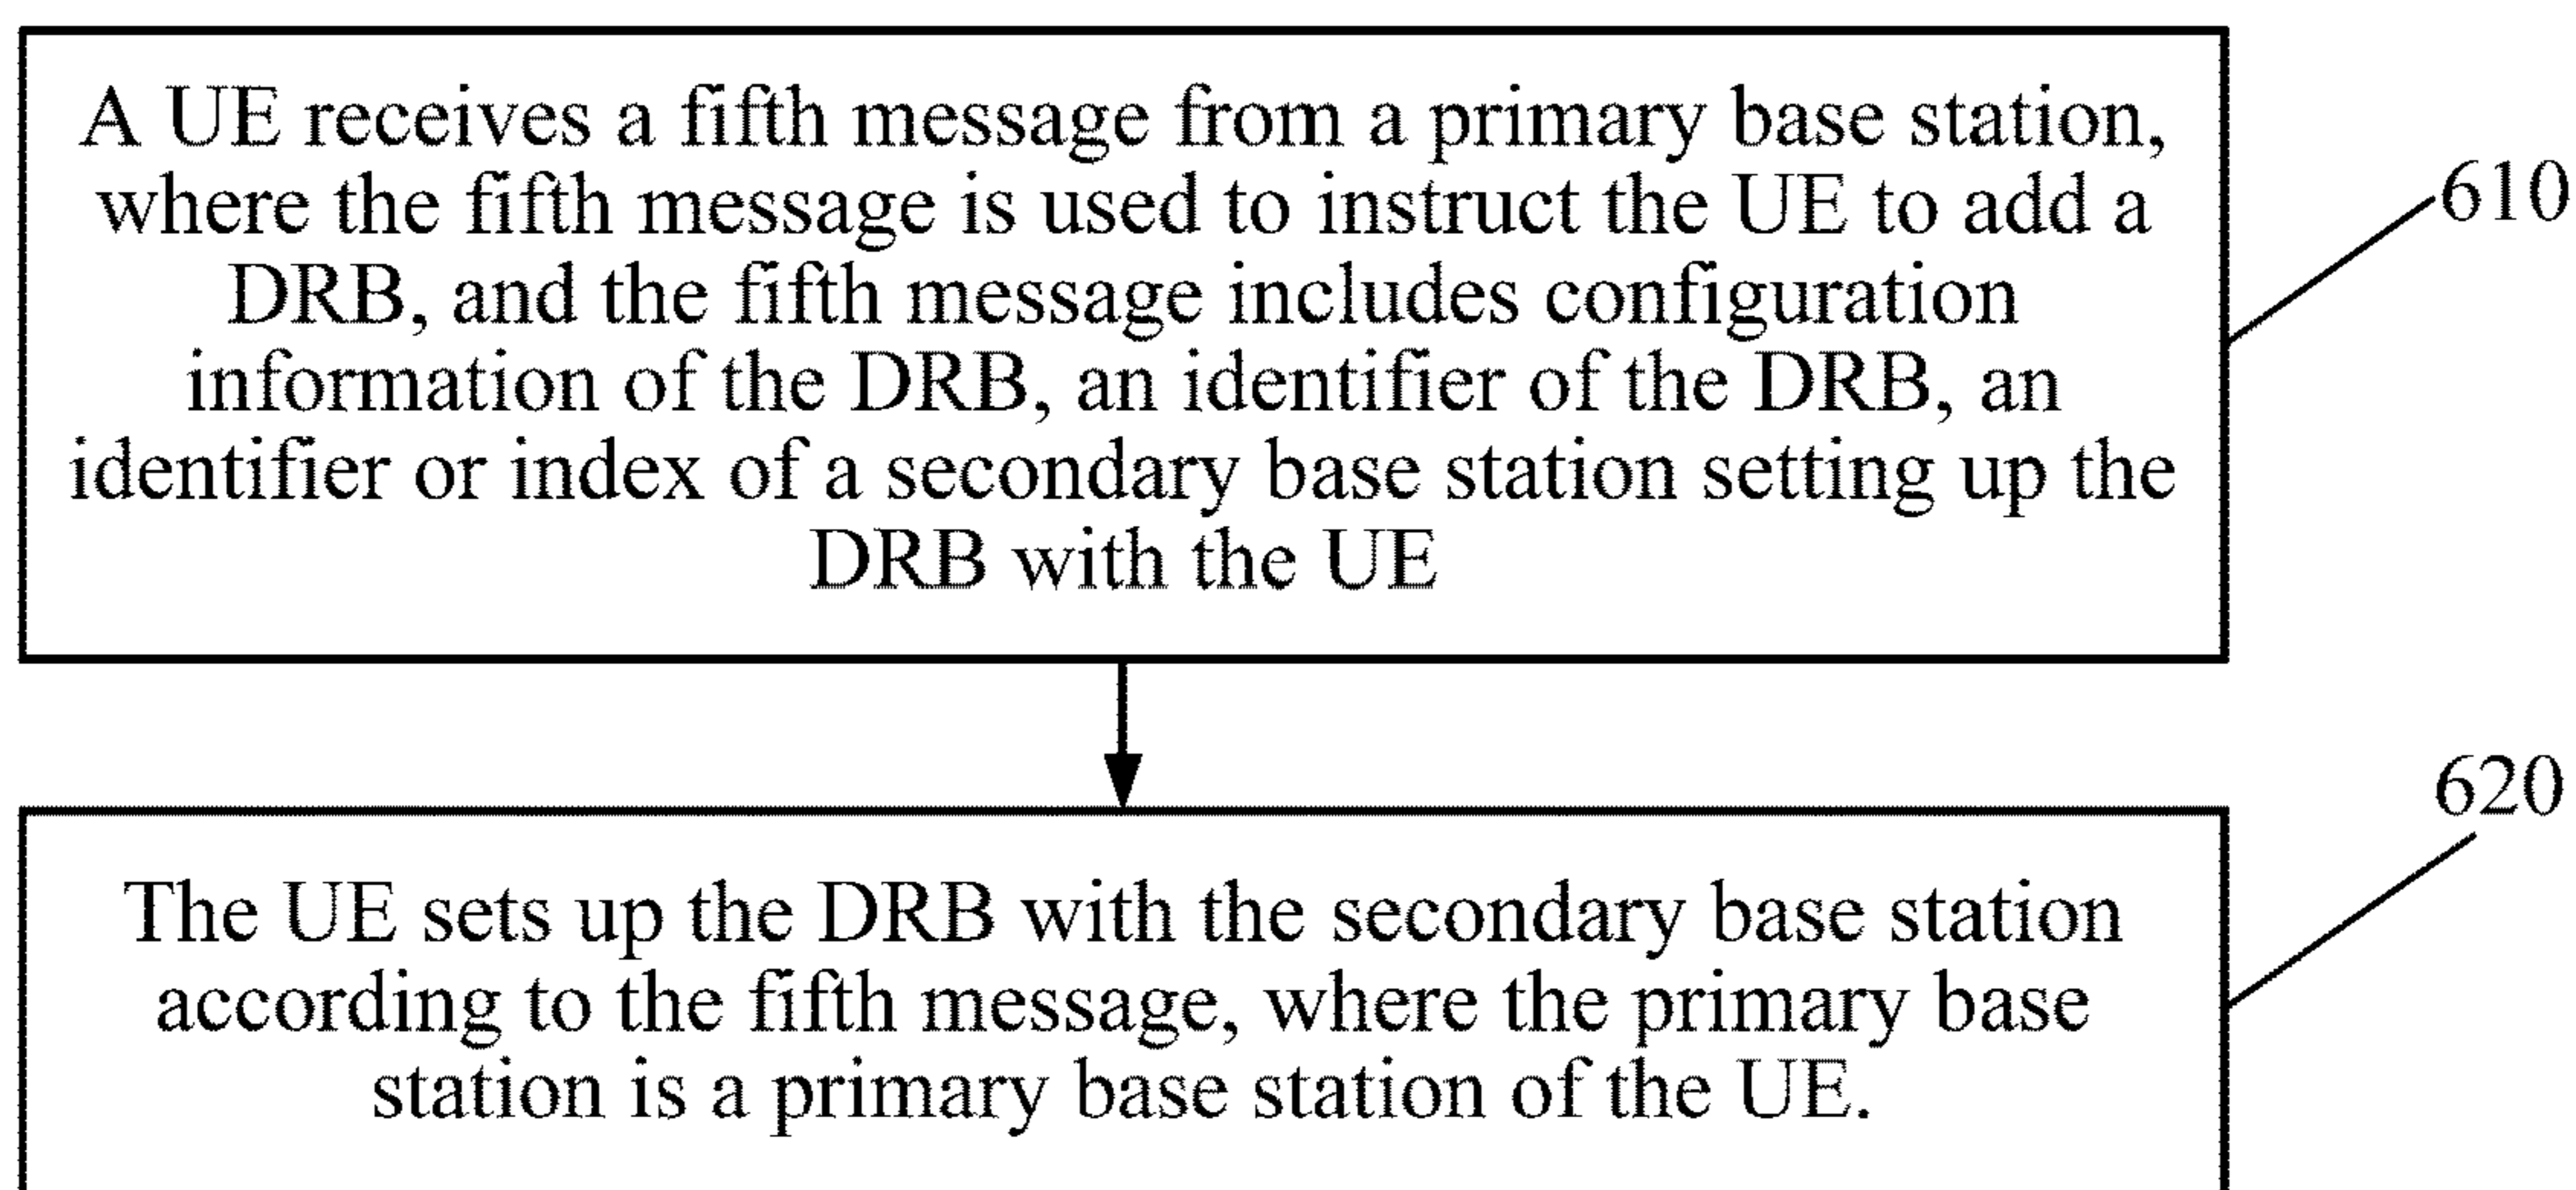 A UE receives a fifth message from a primary base station,
where the fifth message is used to instruct the UE to add a
DRB, and the fifth message includes configuration
information of the DRB, an identifier of the DRB, an
identifier or index of a secondary base station setting up the
DRB with the UE
610
The UE sets up the DRB with the secondary base station
according to the fifth message, where the primary base
station is a primary base station of the UE.
620